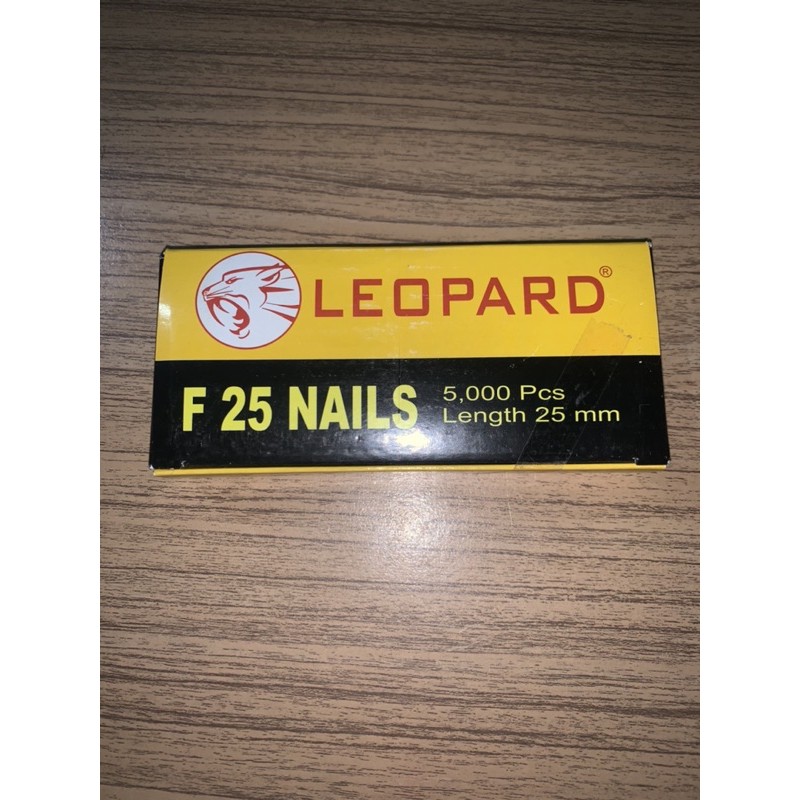 LEOPARD®
F 25 NAILS
5,000 Pcs
Length 25 mm